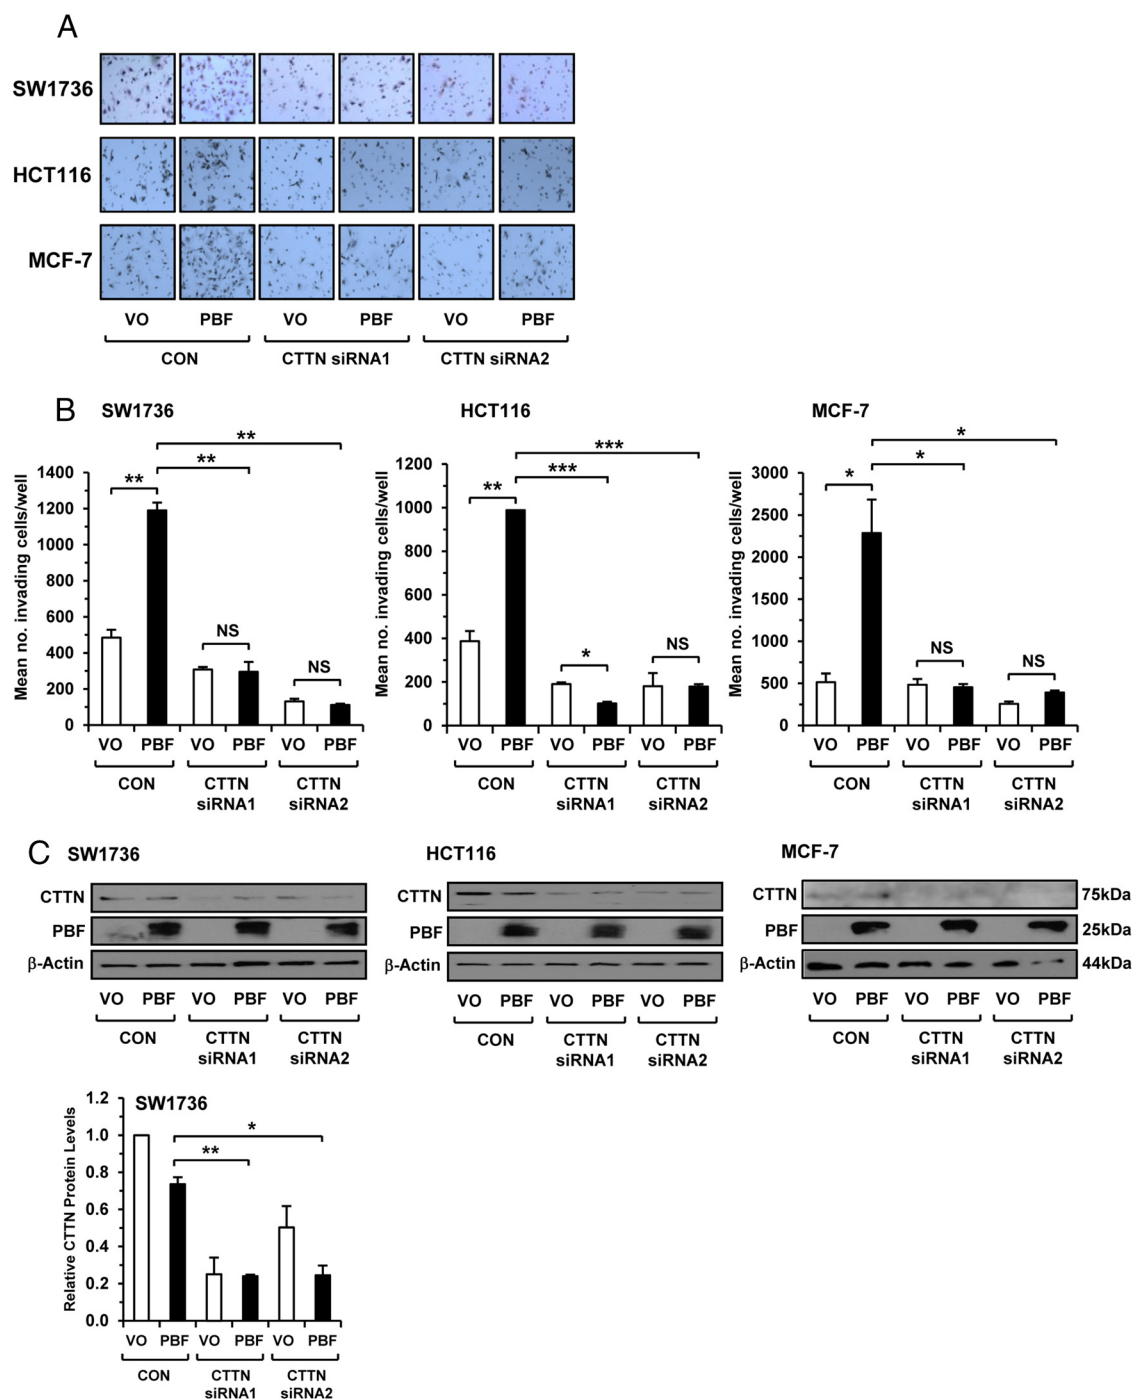 A
SW1736
HCT116
MCF-7
VO PBF VO PBF VO PBF
CON CTTN siRNA1 CTTN siRNA2
B SW1736 HCT116 MCF-7
Mean no. invading cells/well
1400
1200
1000
800
600
400
200
0
** ** ** NS NS
VO PBF VO PBF VO PBF
CON CTTN CTTN
siRNA1 siRNA2
Mean no. invading cells/well
1200
1000
800
600
400
200
0
** *** *** * NS
VO PBF VO PBF VO PBF
CON CTTN CTTN
siRNA1 siRNA2
Mean no. invading cells/well
3000
2500
2000
1500
1000
500
0
* * * NS NS
VO PBF VO PBF VO PBF
CON CTTN CTTN
siRNA1 siRNA2
C SW1736
CTTN
PBF
β-Actin
VO PBF VO PBF VO PBF
CON CTTN CTTN
siRNA1 siRNA2
HCT116
CTTN
PBF
β-Actin
VO PBF VO PBF VO PBF
CON CTTN CTTN
siRNA1 siRNA2
MCF-7
CTTN 75kDa
PBF 25kDa
β-Actin 44kDa
VO PBF VO PBF VO PBF
CON CTTN CTTN
siRNA1 siRNA2
SW1736
Relative CTTN Protein Levels
1.2
1.0
0.8
0.6
0.4
0.2
0.0
** *
VO PBF VO PBF VO PBF
CON CTTN CTTN
siRNA1 siRNA2